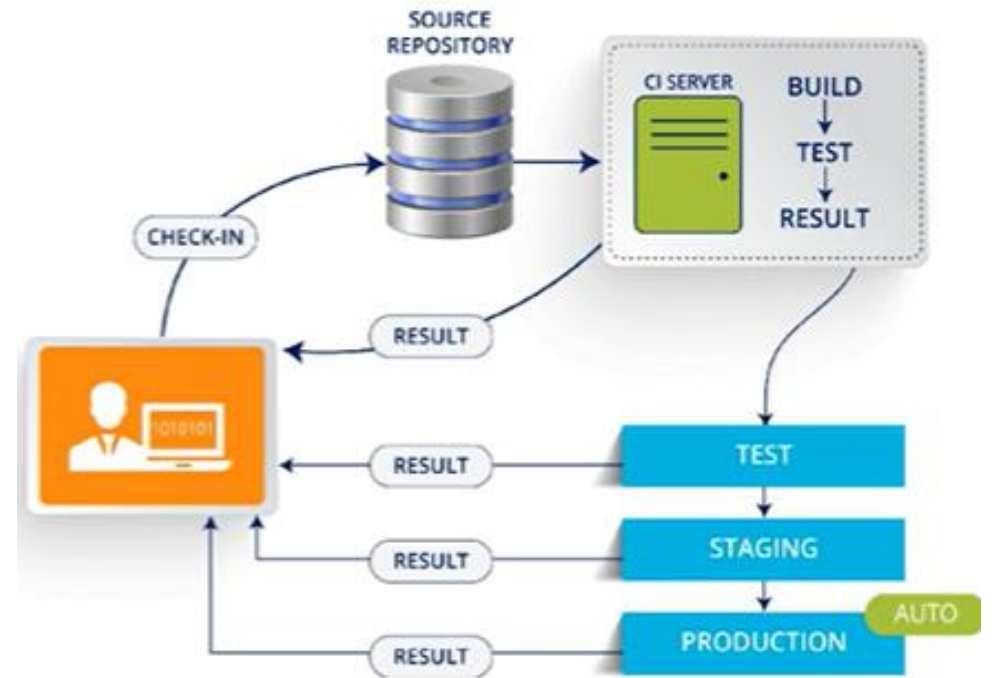 SOURCE
REPOSITORY
CI SERVER
BUILD
TEST
RESULT
CHECK-IN
RESULT
1010101
RESULT
TEST
RESULT
STAGING
AUTO
RESULT
PRODUCTION